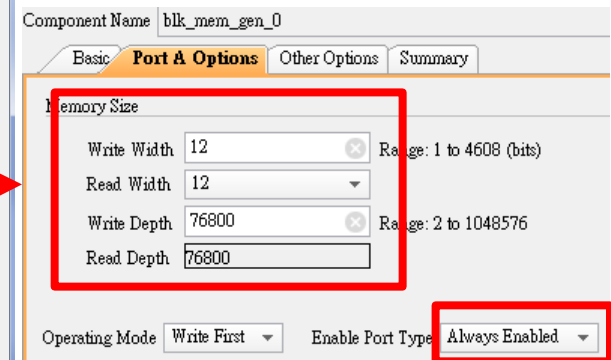 Component Name blk_mem_gen_0
Basic Port A Options Other Options Summary
Memory Size
Write Width 12 Range: 1 to 4608 (bits)
Read Width 12
Write Depth 76800 Range: 2 to 1048576
Read Depth 76800
Operating Mode Write First Enable Port Type Always Enabled